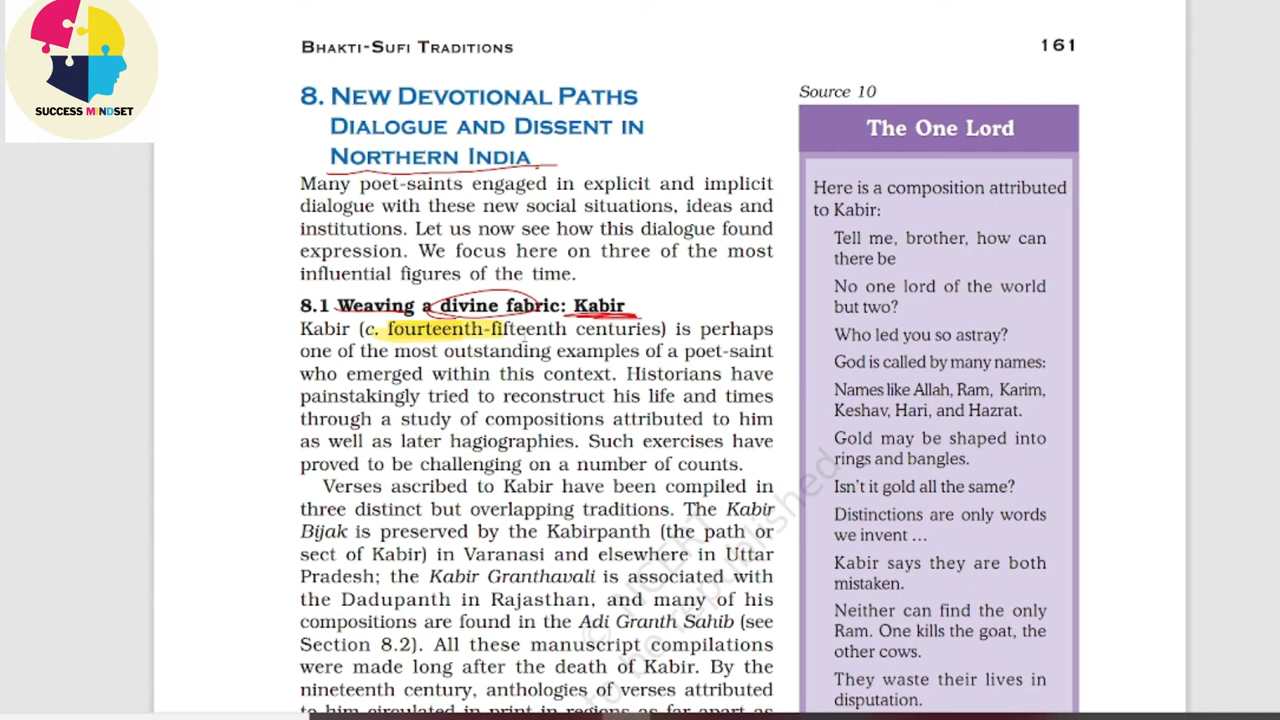 SUCCESS MINDSET
BHAKTI-SUFI TRADITIONS
161
8. NEW DEVOTIONAL PATHS
DIALOGUE AND DISSENT IN
NORTHERN INDIA
Many poet-saints engaged in explicit and implicit
dialogue with these new social situations, ideas and
institutions. Let us now see how this dialogue found
expression. We focus here on three of the most
influential figures of the time.
8.1 Weaving a divine fabric: Kabir
Kabir (c. fourteenth-fifteenth centuries) is perhaps
one of the most outstanding examples of a poet-saint
who emerged within this context. Historians have
painstakingly tried to reconstruct his life and times
through a study of compositions attributed to him
as well as later hagiographies. Such exercises have
proved to be challenging on a number of counts.
Verses ascribed to Kabir have been compiled in
three distinct but overlapping traditions. The Kabir
Bijak is preserved by the Kabirpanth (the path or
sect of Kabir) in Varanasi and elsewhere in Uttar
Pradesh; the Kabir Granthavali is associated with
the Dadupanth in Rajasthan, and many of his
compositions are found in the Adi Granth Sahib (see
Section 8.2). All these manuscript compilations
were made long after the death of Kabir. By the
nineteenth century, anthologies of verses attributed
to him circulated in print in regions as far apart as
Source 10
The One Lord
Here is a composition attributed
to Kabir:
Tell me, brother, how can
there be
No one lord of the world
but two?
Who led you so astray?
God is called by many names:
Names like Allah, Ram, Karim,
Keshav, Hari, and Hazrat.
Gold may be shaped into
rings and bangles.
Isn't it gold all the same?
Distinctions are only words
we invent ...
Kabir says they are both
mistaken.
Neither can find the only
Ram. One kills the goat, the
other cows.
They waste their lives in
disputation.
© NCERT
to be republished